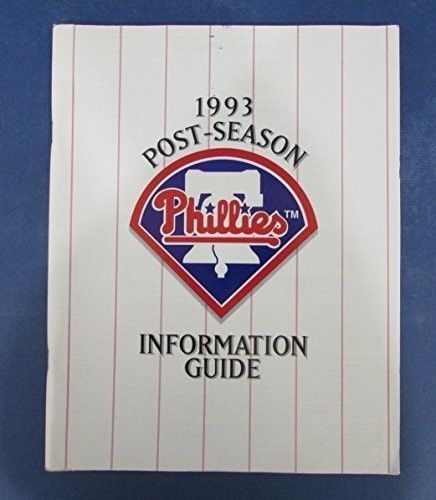 1993
POST-SEASON
Phillies™
INFORMATION
GUIDE